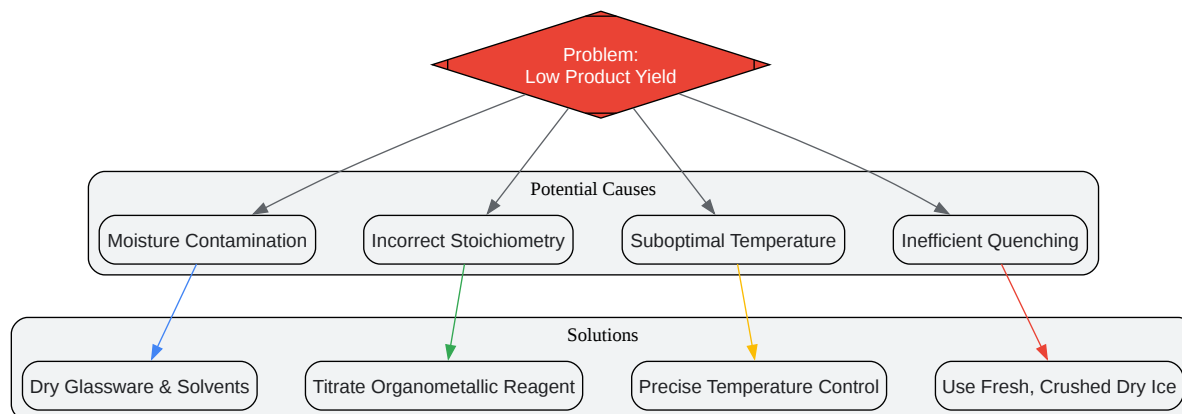 Problem:
Low Product Yield
Potential Causes
Moisture Contamination
Incorrect Stoichiometry
Suboptimal Temperature
Inefficient Quenching
Solutions
Dry Glassware & Solvents
Titrate Organometallic Reagent
Precise Temperature Control
Use Fresh, Crushed Dry Ice